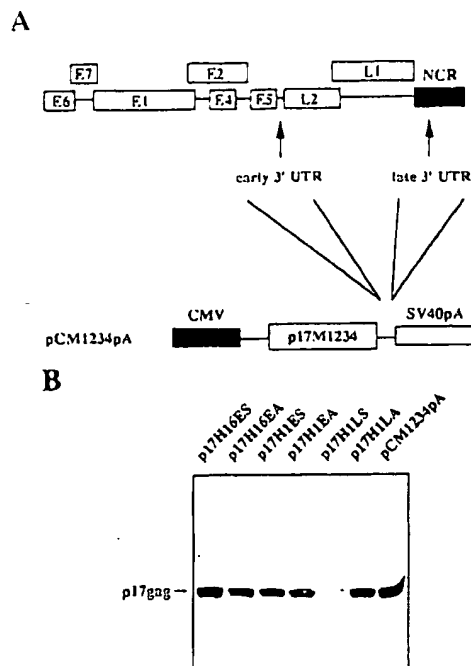 A
E7 E2 L1 NCR
E6 E1 E4 E5 L2
early 3' UTR late 3' UTR
CMV SV40pA
pCM1234pA p17M1234
B
p17H16ES p17H16EA p17H1ES p17H1EA p17H1LS p17H1LA pCM1234pA
p17gag